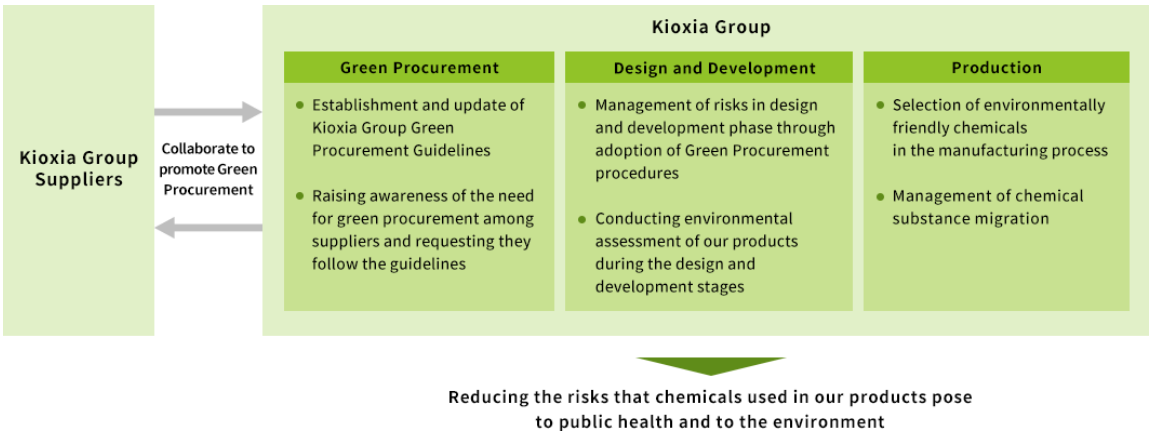 Kioxia Group
Suppliers
Collaborate to
promote Green
Procurement
Kioxia Group
Green Procurement
Establishment and update of
Kioxia Group Green
Procurement Guidelines
Raising awareness of the need
for green procurement among
suppliers and requesting they
follow the guidelines
Design and Development
Management of risks in design
and development phase through
adoption of Green Procurement
procedures
Conducting environmental
assessment of our products
during the design and
development stages
Production
Selection of environmentally
friendly chemicals
in the manufacturing process
Management of chemical
substance migration
Reducing the risks that chemicals used in our products pose
to public health and to the environment